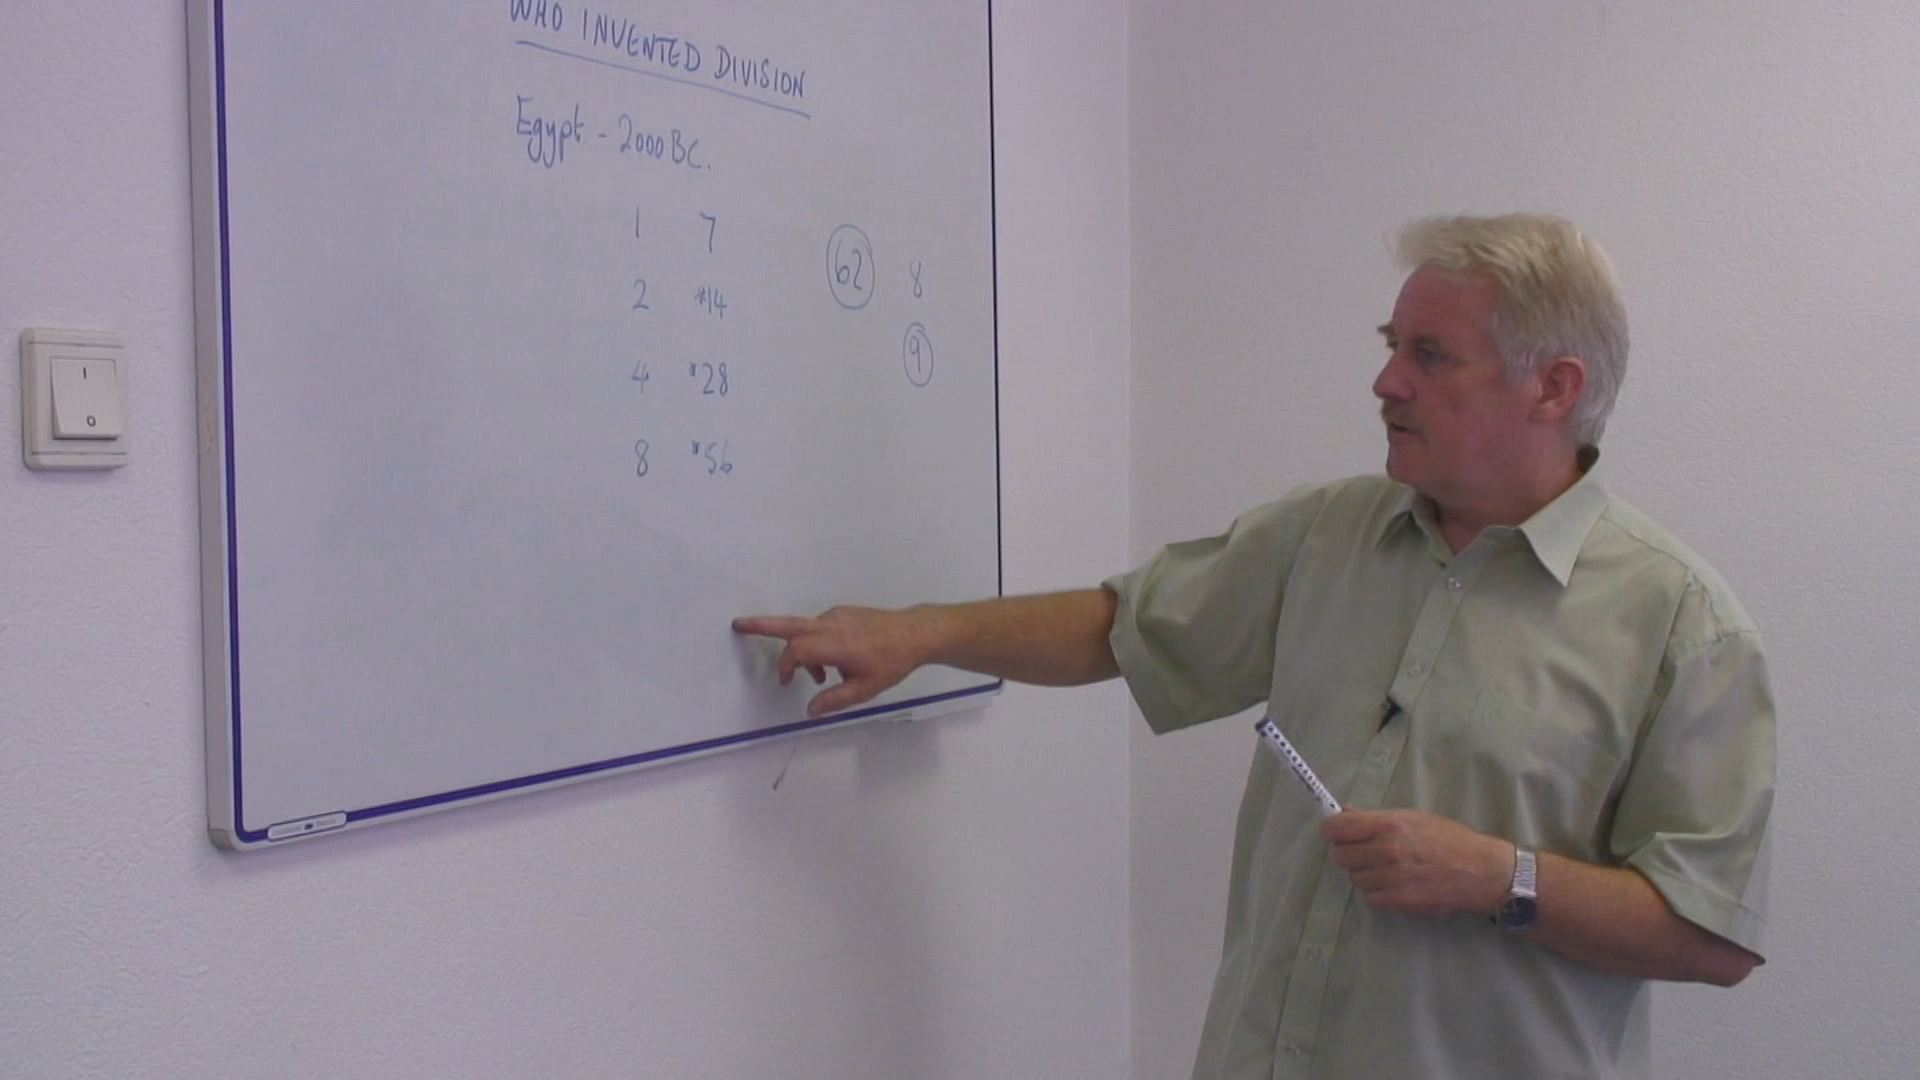 WHO INVENTED DIVISION
Egypt - 2000 BC.
1 7
2 *14
4 *28
8 *56
62 8
9
I
O